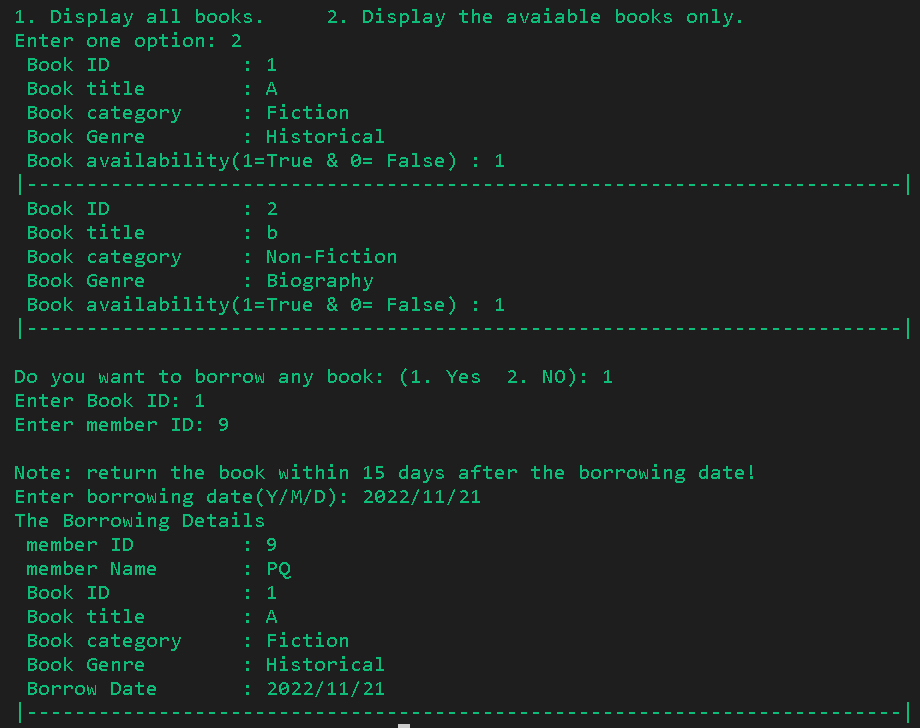 1. Display all books.     2. Display the avaiable books only.
Enter one option: 2
 Book ID           : 1
 Book title        : A
 Book category     : Fiction
 Book Genre        : Historical
 Book availability(1=True & 0= False) : 1
|-------------------------------------------------------------------------|
 Book ID           : 2
 Book title        : b
 Book category     : Non-Fiction
 Book Genre        : Biography
 Book availability(1=True & 0= False) : 1
|-------------------------------------------------------------------------|
Do you want to borrow any book: (1. Yes  2. NO): 1
Enter Book ID: 1
Enter member ID: 9
Note: return the book within 15 days after the borrowing date!
Enter borrowing date(Y/M/D): 2022/11/21
The Borrowing Details
 member ID         : 9
 member Name       : PQ
 Book ID           : 1
 Book title        : A
 Book category     : Fiction
 Book Genre        : Historical
 Borrow Date       : 2022/11/21
|-------------------------------------------------------------------------|